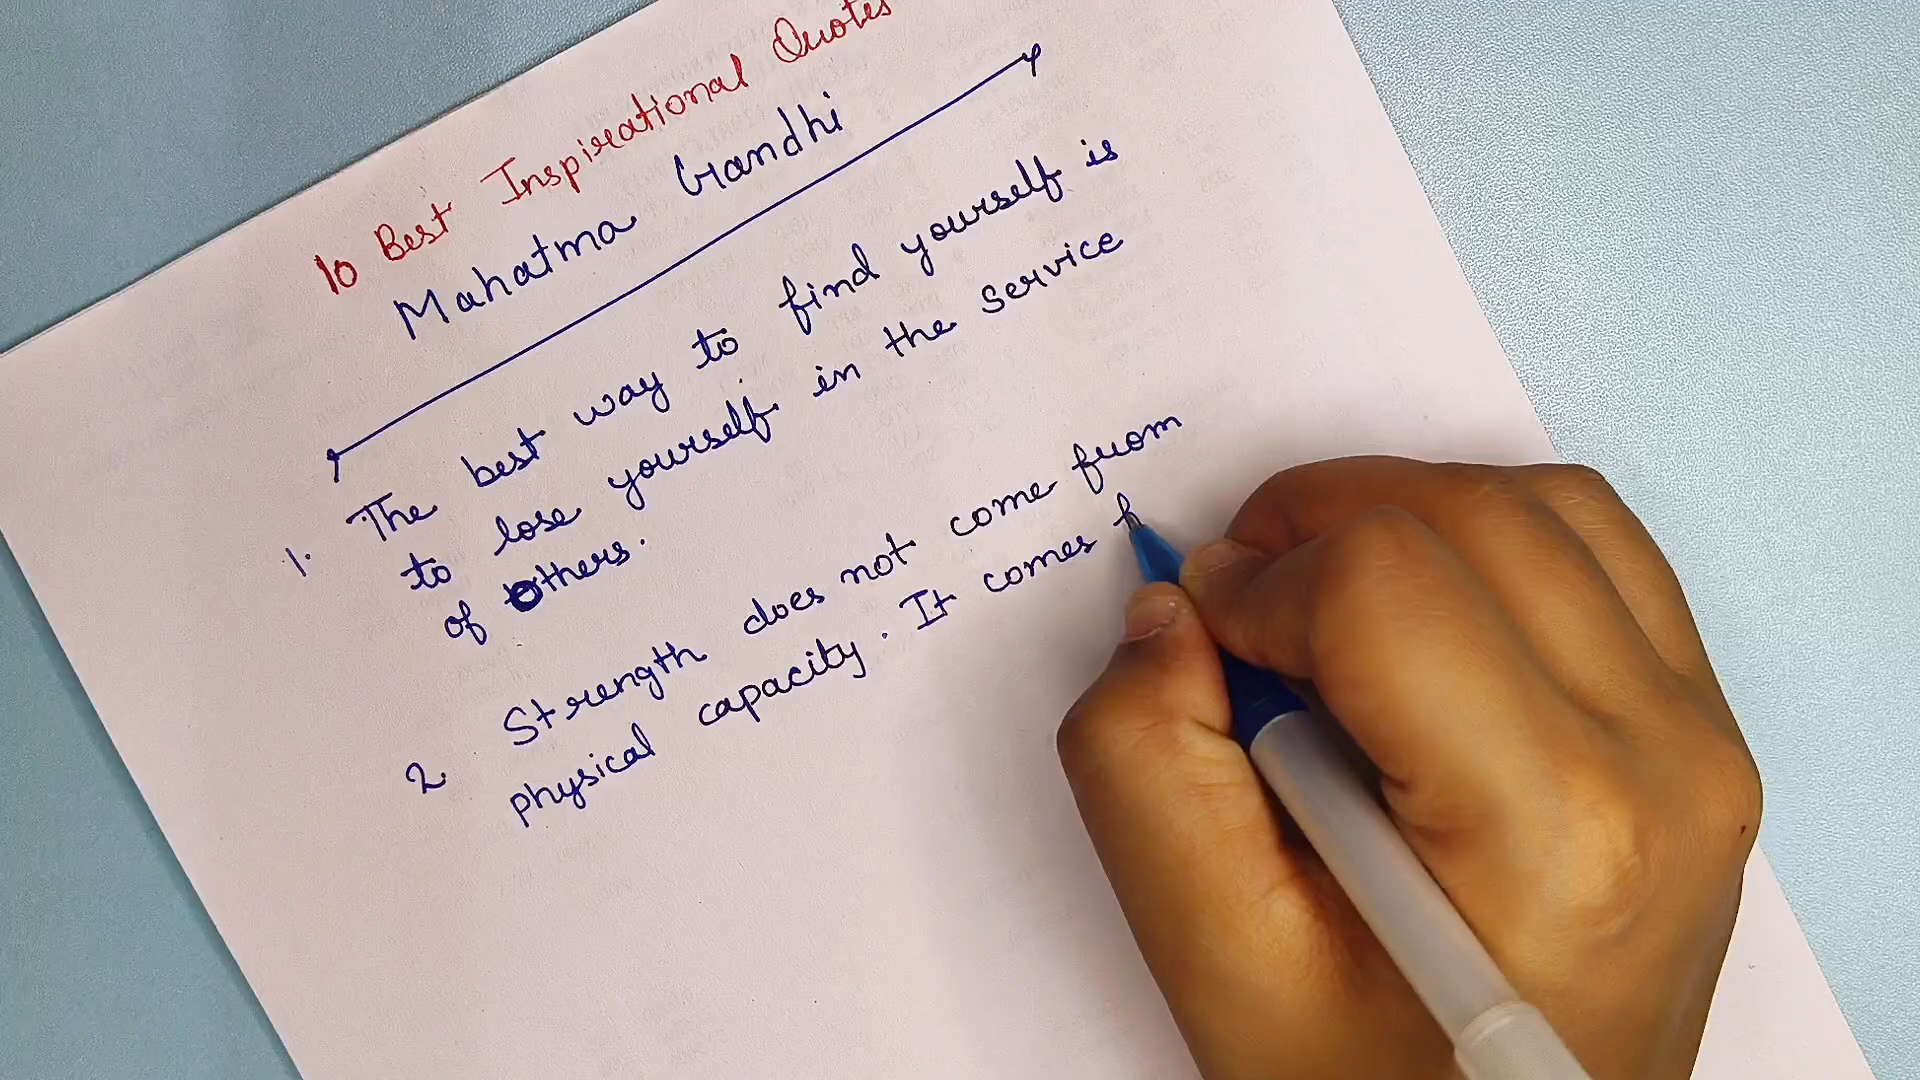 10 Best Inspirational Quotes
Mahatma Gandhi
1. The best way to find yourself is
to lose yourself in the service
of others.
2 Strength does not come from
physical capacity. It comes